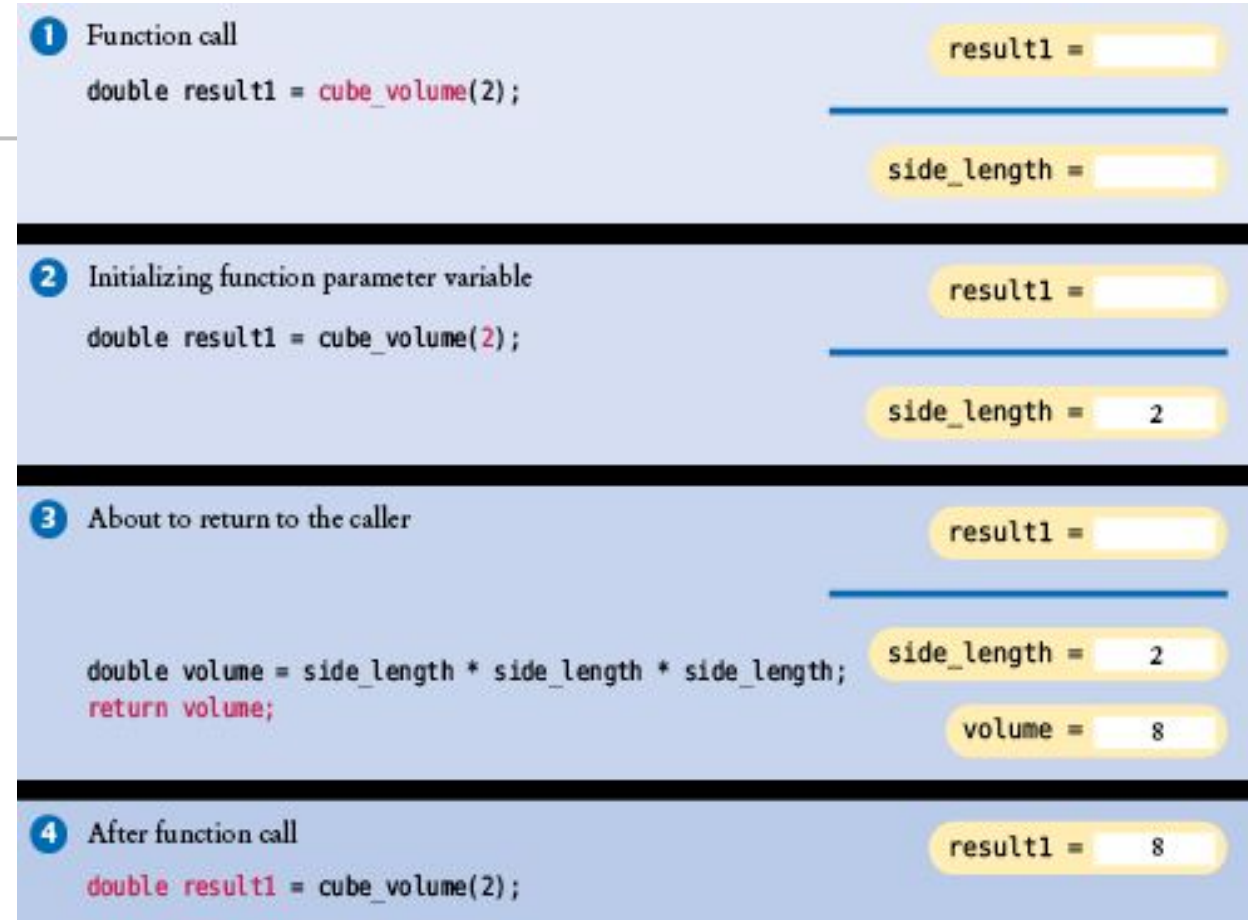 1 Function call
result1 =
double result1 = cube_volume(2);
side_length =
2 Initializing function parameter variable
result1 =
double result1 = cube_volume(2);
side_length = 2
3 About to return to the caller
result1 =
side_length = 2
double volume = side_length * side_length * side_length;
return volume;
volume = 8
4 After function call
result1 = 8
double result1 = cube_volume(2);